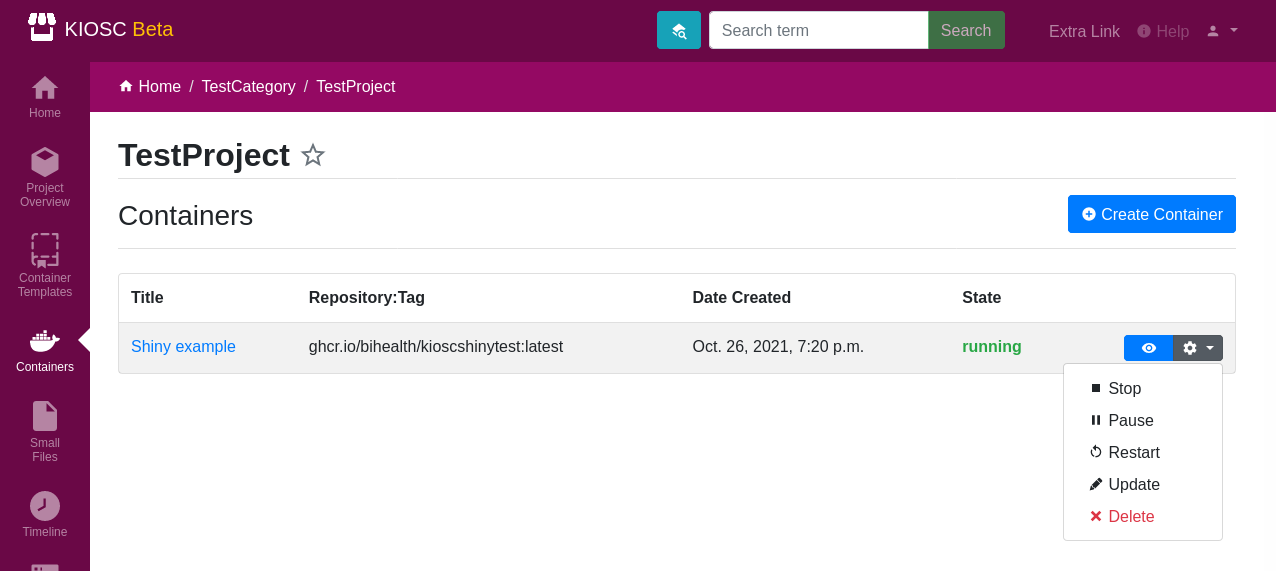 KIOSC Beta
Search term
Search
Extra Link
Help
Home / TestCategory / TestProject
Home
Project
Overview
Container
Templates
Containers
Small
Files
Timeline
TestProject
Containers
Create Container
Title Repository:Tag Date Created State
Shiny example ghcr.io/bihealth/kioscshinytest:latest Oct. 26, 2021, 7:20 p.m. running
Stop
Pause
Restart
Update
Delete